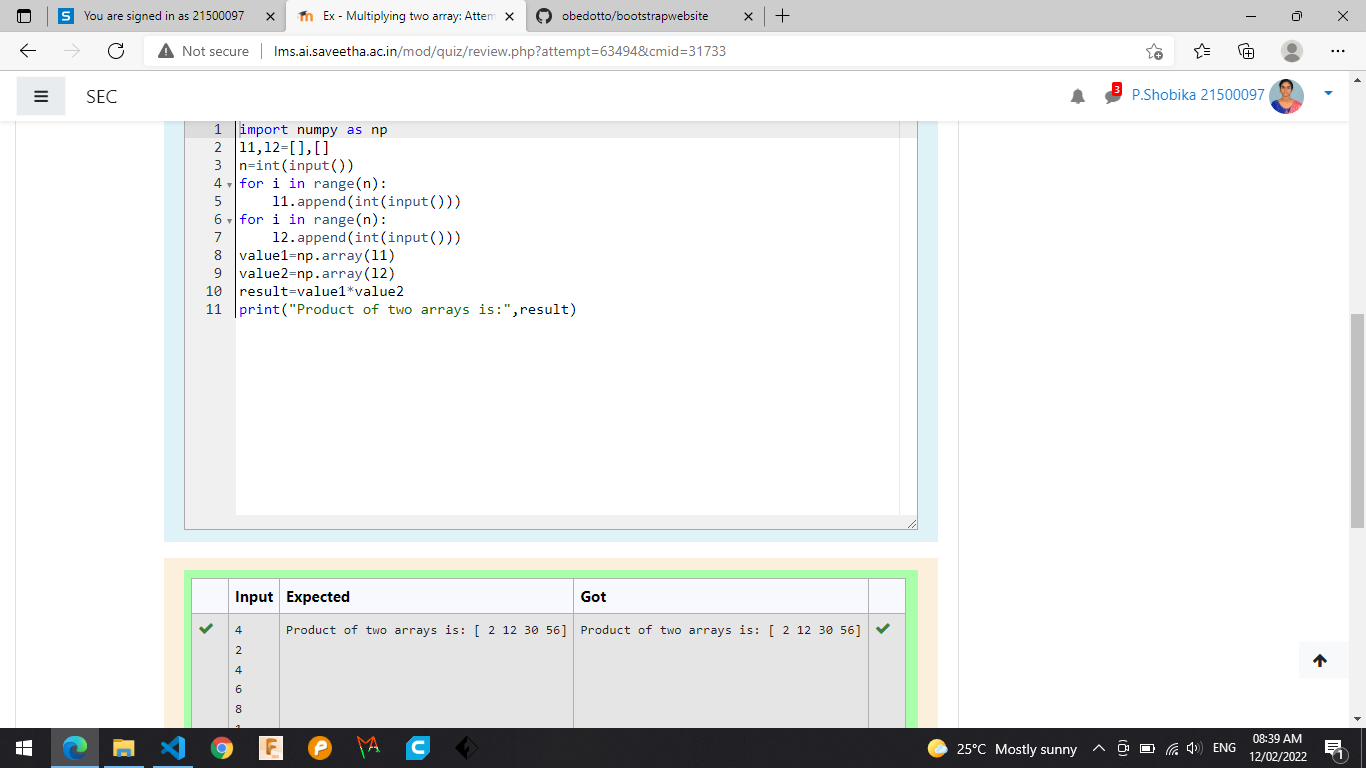 You are signed in as 21500097
Ex - Multiplying two array: Attem
obedotto/bootstrapwebsite
Not secure
lms.ai.saveetha.ac.in/mod/quiz/review.php?attempt=63494&cmid=31733
SEC
3
P.Shobika 21500097
1 import numpy as np
2 l1,l2=[],[]
3 n=int(input())
4 for i in range(n):
5     l1.append(int(input()))
6 for i in range(n):
7     l2.append(int(input()))
8 value1=np.array(l1)
9 value2=np.array(l2)
10 result=value1*value2
11 print("Product of two arrays is:",result)
Input Expected Got
4 Product of two arrays is: [ 2 12 30 56] Product of two arrays is: [ 2 12 30 56]
2
4
6
8
25°C Mostly sunny
ENG
08:39 AM
12/02/2022
1